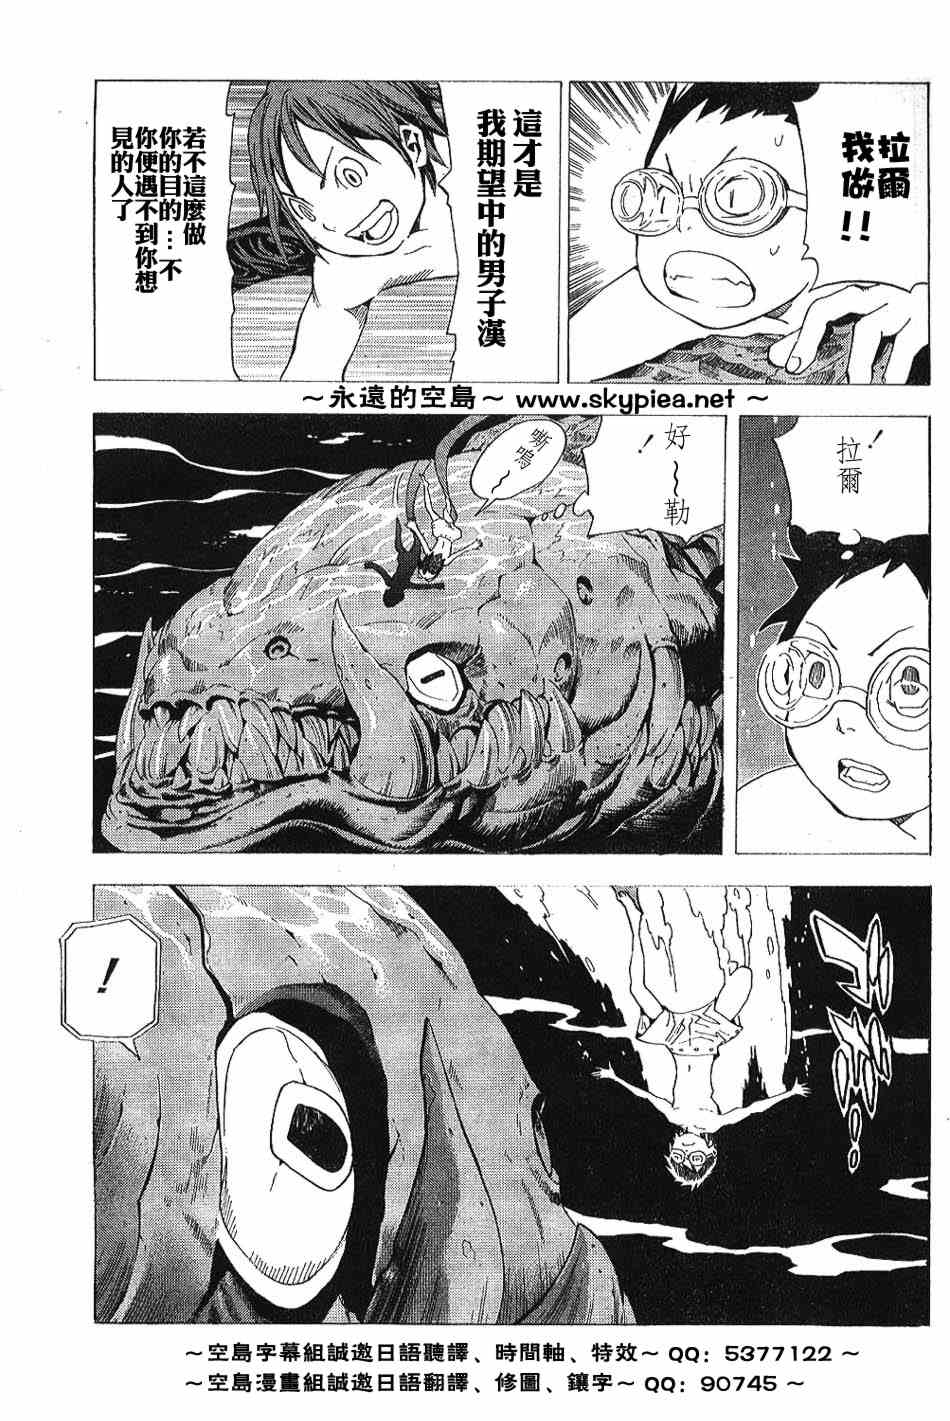 拉爾
我做!!
這才是
我期望中的男子漢
若不這麼做
你的目的…不
你便遇不到你想
見的人了
～永遠的空島～ www.skypiea.net ～
拉爾!
好～勒!
嘶嗚
!
～空島字幕組誠邀日語聽譯、時間軸、特效～ QQ: 5377122 ～
～空島漫畫組誠邀日語翻譯、修圖、鑲字～ QQ: 90745 ～